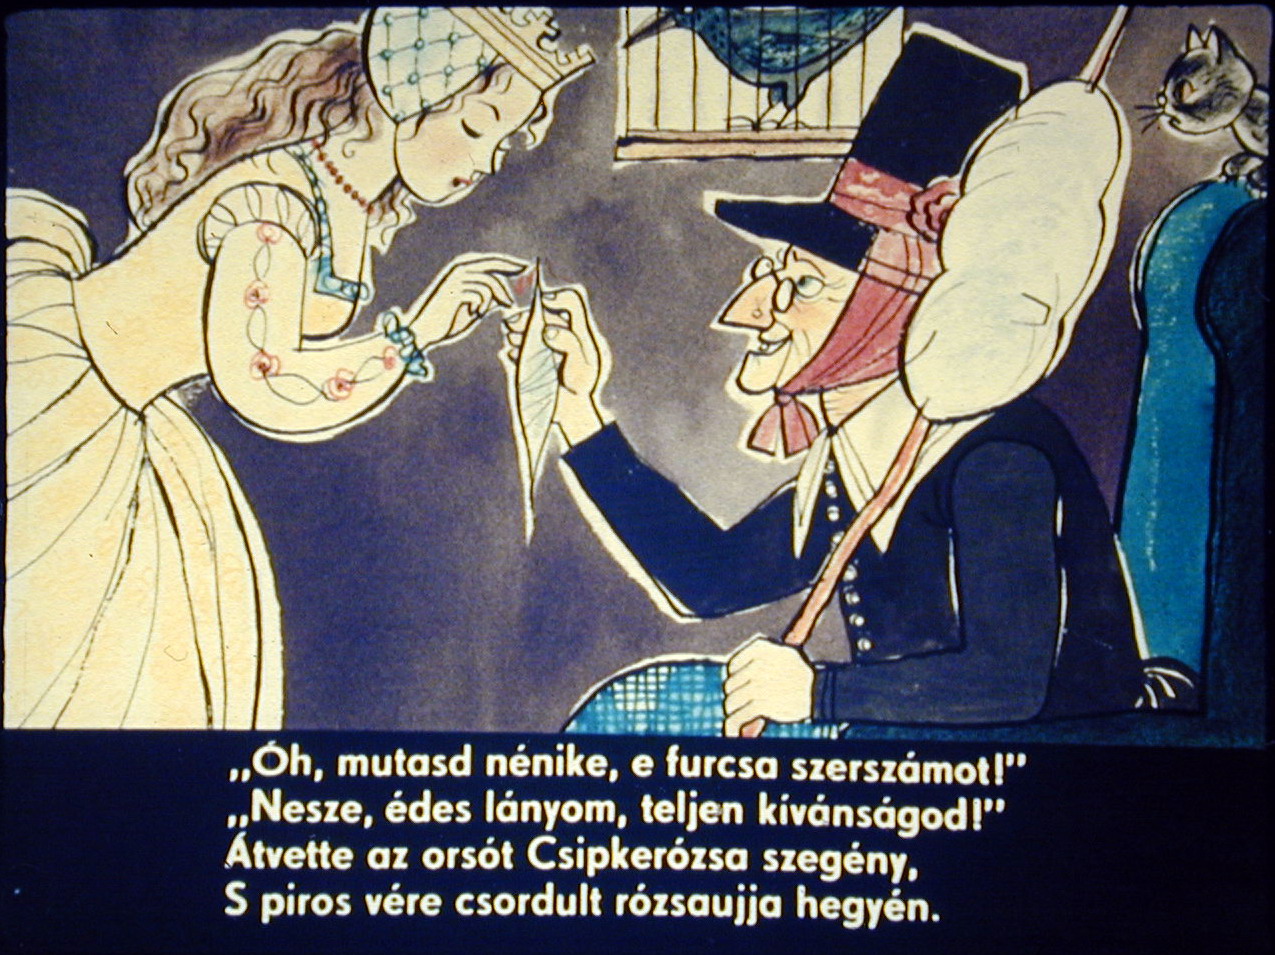 „Óh, mutasd nénike, e furcsa szerszámot!”
„Nesze, édes lányom, teljen kívánságod!”
Átvette az orsót Csipkerózsa szegény,
S piros vére csordult rózsaujja hegyén.